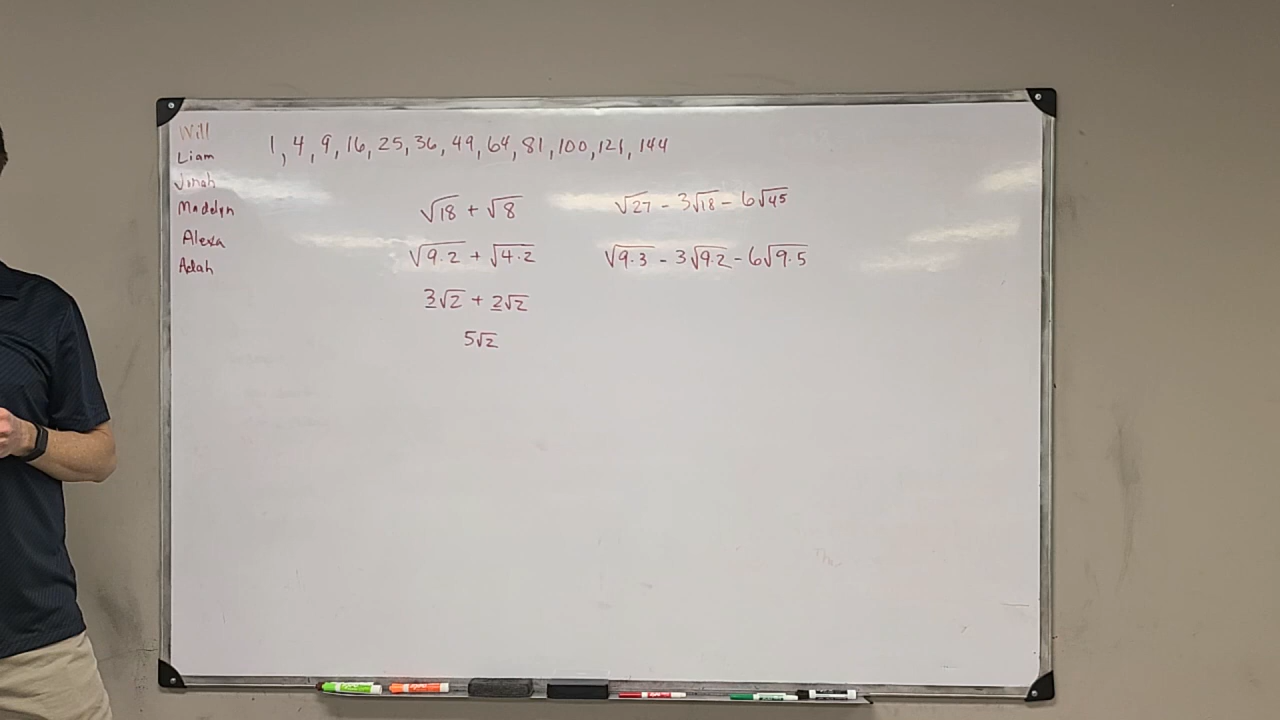 Will
Liam
Jonah
Madelyn
Alexa
Adah
1, 4, 9, 16, 25, 36, 49, 64, 81, 100, 121, 144
√18 + √8
√9·2 + √4·2
3√2 + 2√2
5√2
√27 - 3√18 - 6√45
√9·3 - 3√9·2 - 6√9·5